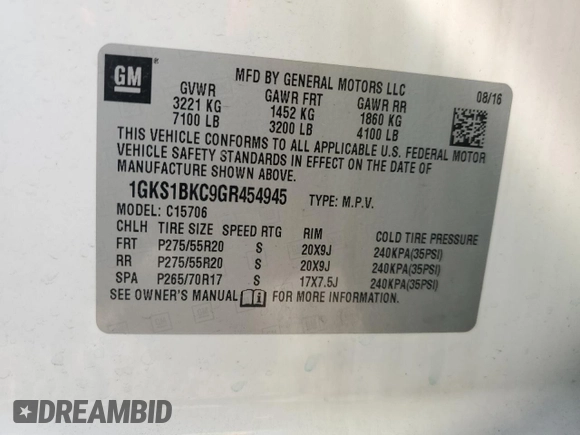 GM
®
MFD BY GENERAL MOTORS LLC
08/16
GVWR GAWR FRT GAWR RR
3221 KG 1452 KG 1860 KG
7100 LB 3200 LB 4100 LB
THIS VEHICLE CONFORMS TO ALL APPLICABLE U.S. FEDERAL MOTOR
VEHICLE SAFETY STANDARDS IN EFFECT ON THE DATE OF
MANUFACTURE SHOWN ABOVE.
1GKS1BKC9GR454945 TYPE: M.P.V.
MODEL: C15706
CHLH TIRE SIZE SPEED RTG RIM COLD TIRE PRESSURE
FRT P275/55R20 S 20X9J 240KPA(35PSI)
RR P275/55R20 S 20X9J 240KPA(35PSI)
SPA P265/70R17 S 17X7.5J 240KPA(35PSI)
SEE OWNER'S MANUAL FOR MORE INFORMATION.
DREAMBID